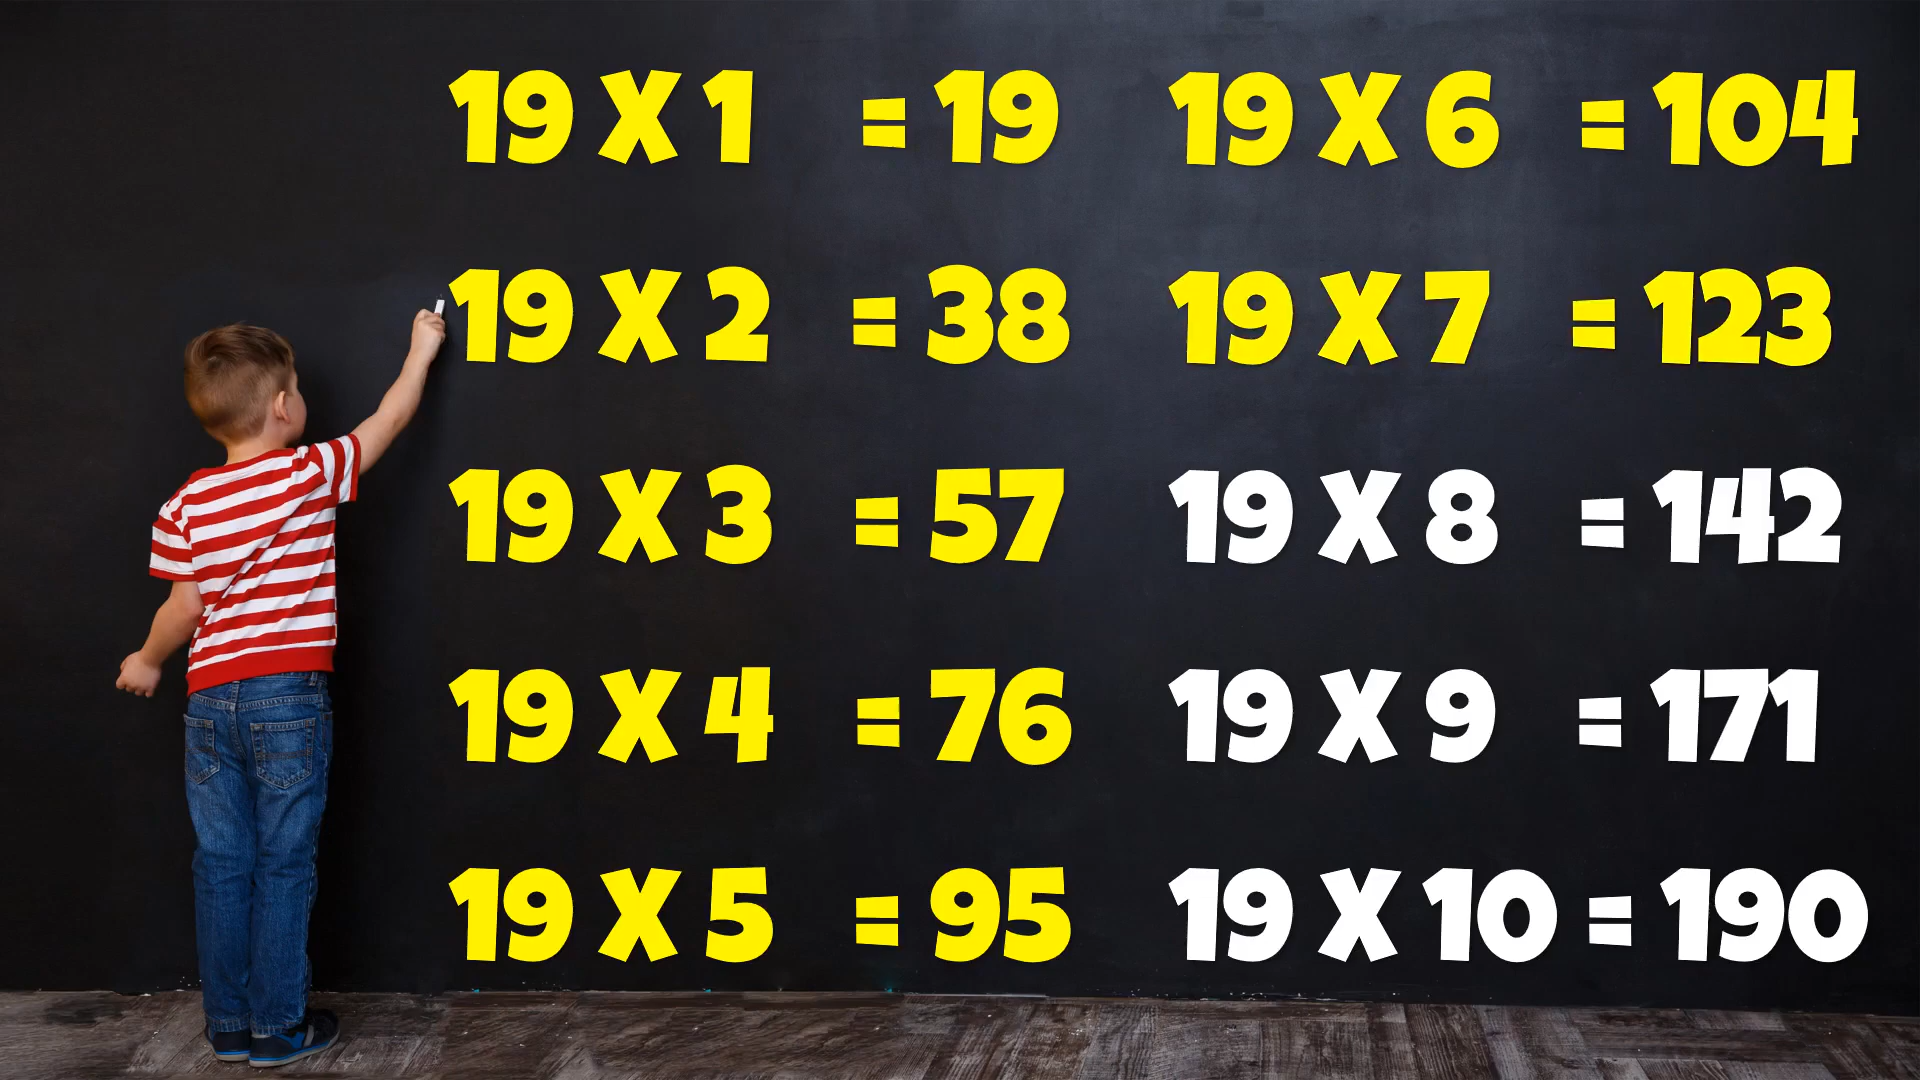 19 X 1 = 19
19 X 2 = 38
19 X 3 = 57
19 X 4 = 76
19 X 5 = 95
19 X 6 = 104
19 X 7 = 123
19 X 8 = 142
19 X 9 = 171
19 X 10 = 190